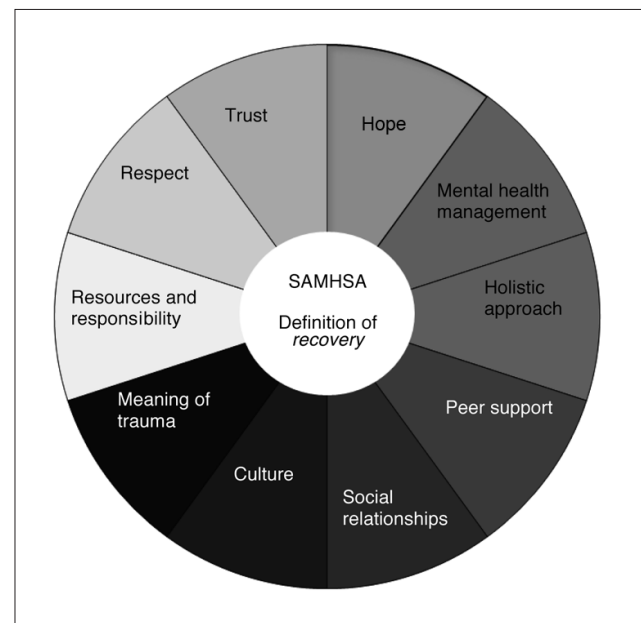 Trust
Hope
Respect
Mental health
management
SAMHSA
Definition of
recovery
Resources and
responsibility
Holistic
approach
Meaning of
trauma
Peer support
Culture
Social
relationships